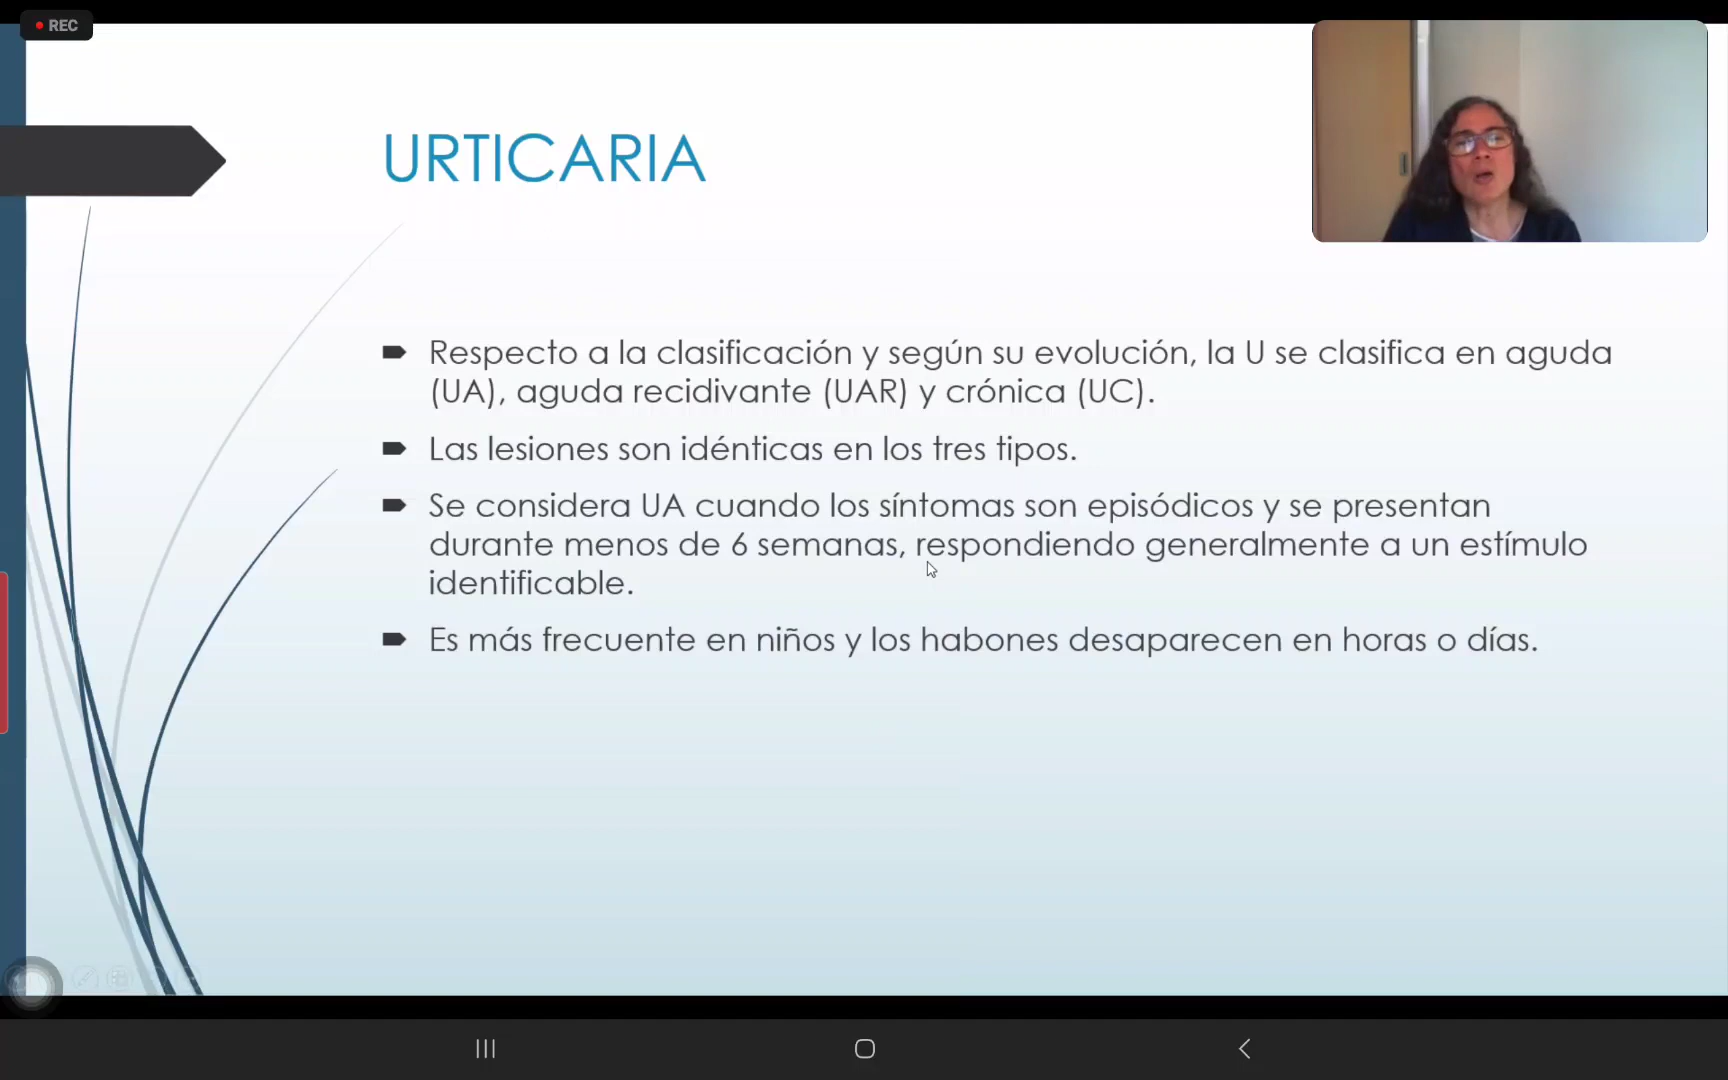 REC
URTICARIA
Respecto a la clasificación y según su evolución, la U se clasifica en aguda
(UA), aguda recidivante (UAR) y crónica (UC).
Las lesiones son idénticas en los tres tipos.
Se considera UA cuando los síntomas son episódicos y se presentan
durante menos de 6 semanas, respondiendo generalmente a un estímulo
identificable.
Es más frecuente en niños y los habones desaparecen en horas o días.